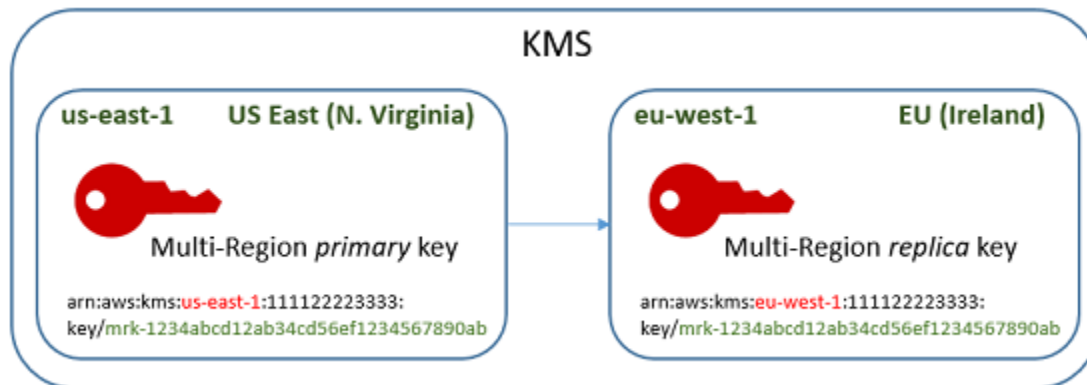 KMS
us-east-1 US East (N. Virginia)
Multi-Region primary key
arn:aws:kms:us-east-1:111122223333:
key/mrk-1234abcd12ab34cd56ef1234567890ab
eu-west-1 EU (Ireland)
Multi-Region replica key
arn:aws:kms:eu-west-1:111122223333:
key/mrk-1234abcd12ab34cd56ef1234567890ab